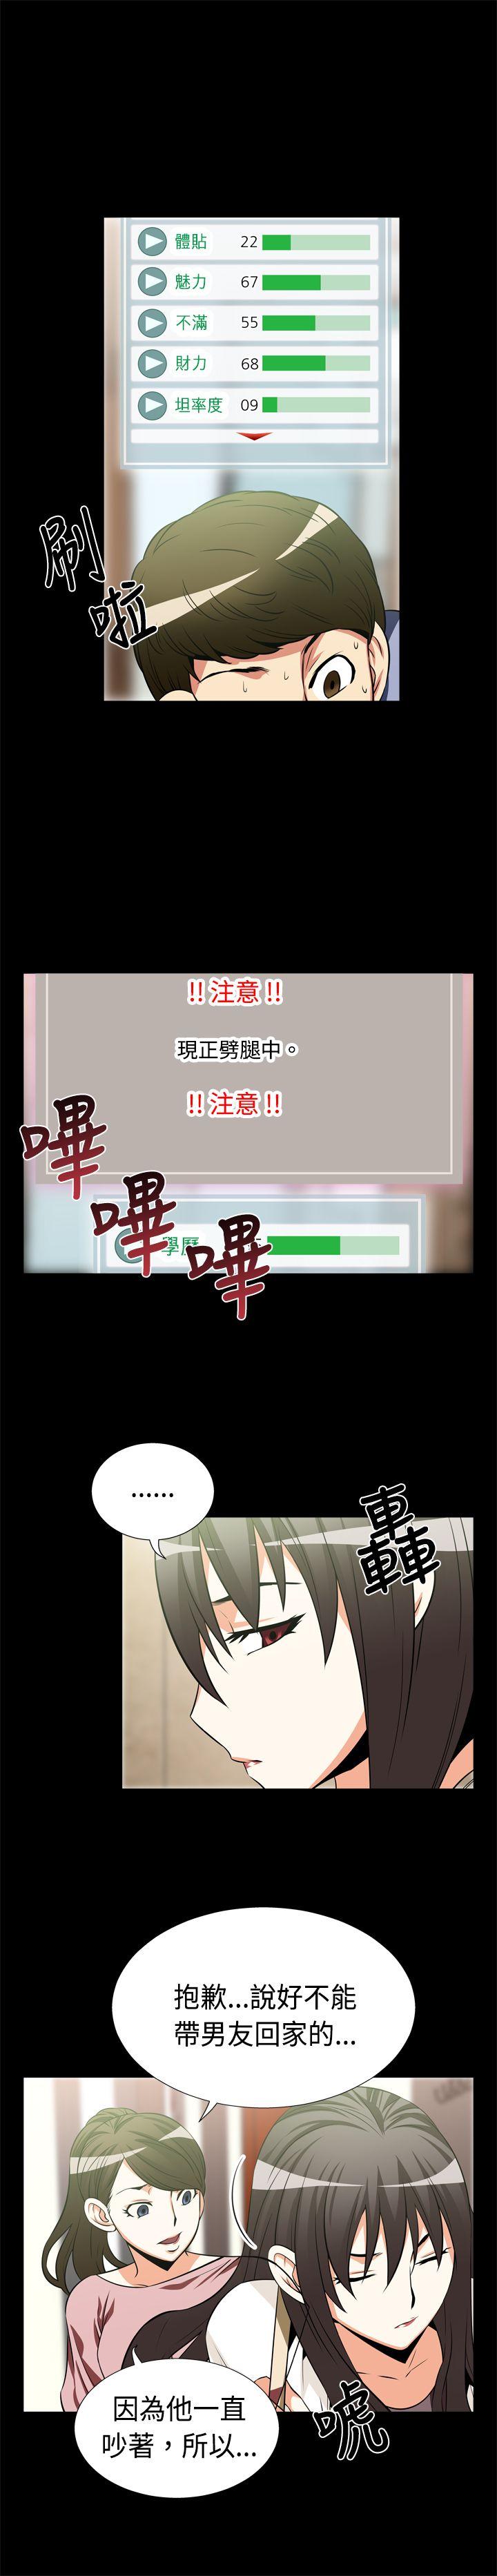 體貼 22
魅力 67
不滿 55
財力 68
坦率度 09
刷
啦
!! 注意 !!
現正劈腿中。
!! 注意 !!
嗶
嗶
嗶
學歷
......
轟
抱歉...說好不能
帶男友回家的...
因為他一直
吵著，所以...
唬